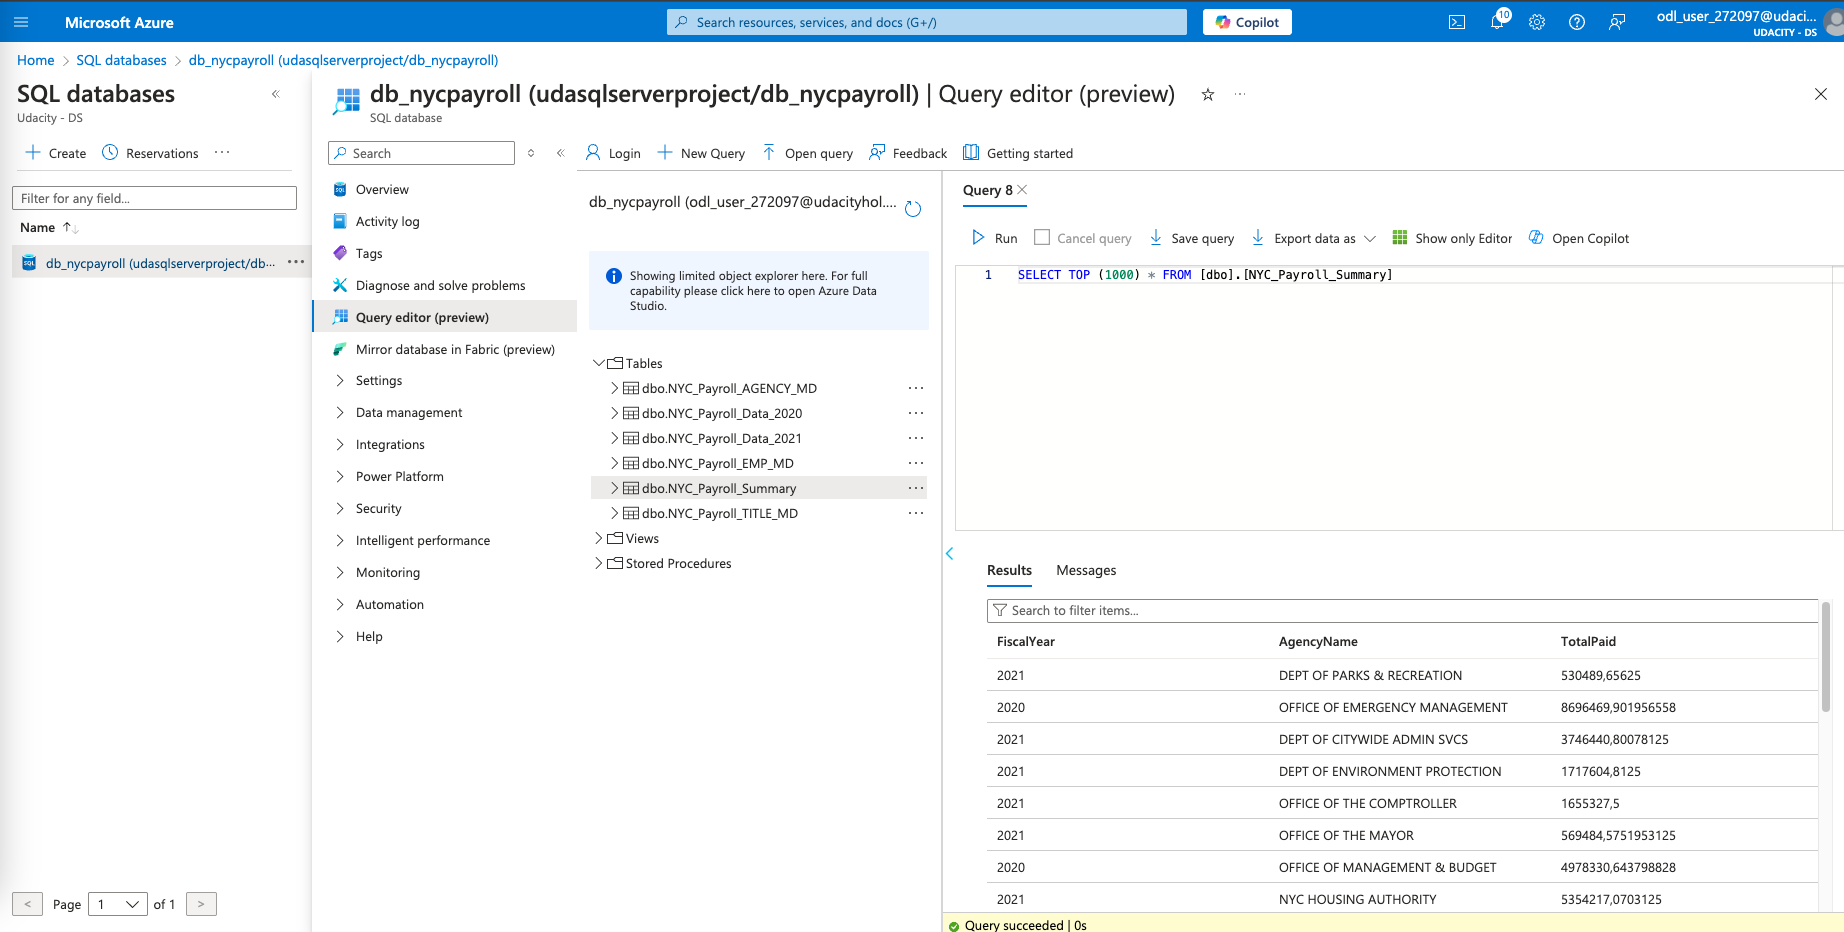 Microsoft Azure
Search resources, services, and docs (G+/)
Copilot
10
odl_user_272097@udaci...
UDACITY - DS
Home > SQL databases > db_nycpayroll (udasqlserverproject/db_nycpayroll)
SQL databases
Udacity - DS
Create
Reservations
Filter for any field...
Name
db_nycpayroll (udasqlserverproject/db...
Page 1 of 1
db_nycpayroll (udasqlserverproject/db_nycpayroll) | Query editor (preview)
SQL database
Search
Overview
Activity log
Tags
Diagnose and solve problems
Query editor (preview)
Mirror database in Fabric (preview)
Settings
Data management
Integrations
Power Platform
Security
Intelligent performance
Monitoring
Automation
Help
Login
New Query
Open query
Feedback
Getting started
db_nycpayroll (odl_user_272097@udacityhol....
Showing limited object explorer here. For full
capability please click here to open Azure Data
Studio.
Tables
dbo.NYC_Payroll_AGENCY_MD
dbo.NYC_Payroll_Data_2020
dbo.NYC_Payroll_Data_2021
dbo.NYC_Payroll_EMP_MD
dbo.NYC_Payroll_Summary
dbo.NYC_Payroll_TITLE_MD
Views
Stored Procedures
Query 8
Run
Cancel query
Save query
Export data as
Show only Editor
Open Copilot
1 SELECT TOP (1000) * FROM [dbo].[NYC_Payroll_Summary]
Results
Messages
Search to filter items...
FiscalYear AgencyName TotalPaid
2021 DEPT OF PARKS & RECREATION 530489,65625
2020 OFFICE OF EMERGENCY MANAGEMENT 8696469,901956558
2021 DEPT OF CITYWIDE ADMIN SVCS 3746440,80078125
2021 DEPT OF ENVIRONMENT PROTECTION 1717604,8125
2021 OFFICE OF THE COMPTROLLER 1655327,5
2021 OFFICE OF THE MAYOR 569484,5751953125
2020 OFFICE OF MANAGEMENT & BUDGET 4978330,643798828
2021 NYC HOUSING AUTHORITY 5354217,0703125
Query succeeded | 0s